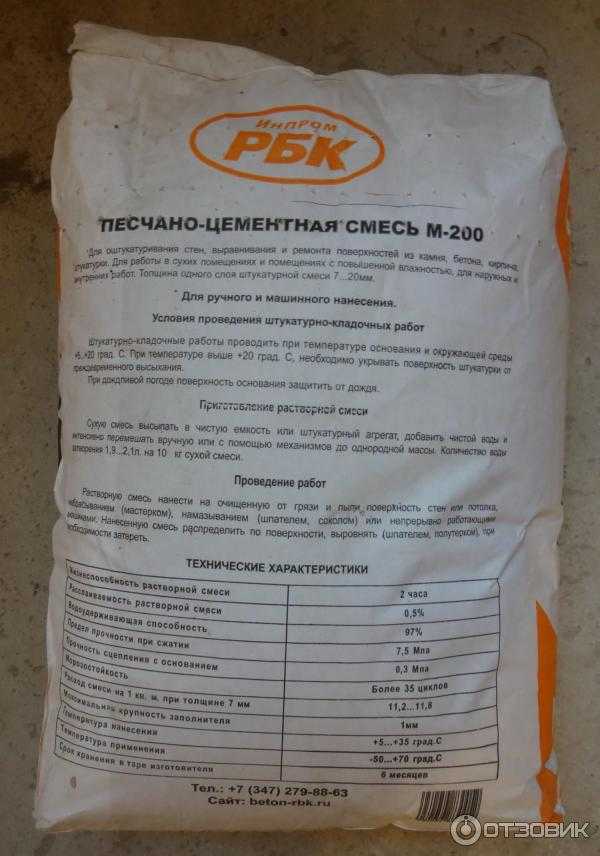 ИнПром
РБК
ПЕСЧАНО-ЦЕМЕНТНАЯ СМЕСЬ М-200
Для оштукатуривания стен, выравнивания и ремонта поверхностей из камня, бетона, кирпича,
штукатурки. Для работы в сухих помещениях и помещениях с повышенной влажностью, для наружных и
внутренних работ. Толщина одного слоя штукатурной смеси 7...20мм.
Для ручного и машинного нанесения.
Условия проведения штукатурно-кладочных работ
Штукатурно-кладочные работы проводить при температуре основания и окружающей среды
+5..+20 град. С. При температуре выше +20 град. С, необходимо укрывать поверхность штукатурки от
преждевременного высыхания.
При дождливой погоде поверхность основания защитить от дождя.
Приготовление растворной смеси
Сухую смесь высыпать в чистую емкость или штукатурный агрегат, добавить чистой воды и
интенсивно перемешать вручную или с помощью механизмов до однородной массы. Количество воды
затворения 1,9...2,1л. на 10 кг сухой смеси.
Проведение работ
Растворную смесь нанести на очищенную от грязи и пыли поверхность стен или потолка,
набрасыванием (мастерком), намазыванием (шпателем, соколом) или непрерывно работающими
машинами. Нанесенную смесь распределить по поверхности, выровнять (шпателем, полутерком), при
необходимости затереть.
ТЕХНИЧЕСКИЕ ХАРАКТЕРИСТИКИ
Жизнеспособность растворной смеси 2 часа
Расслаиваемость растворной смеси 0,5%
Водоудерживающая способность 97%
Предел прочности при сжатии 7,5 Мпа
Прочность сцепления с основанием 0,3 Мпа
Морозостойкость Более 35 циклов
Расход смеси на 1 кв. м. при толщине 7 мм 11,2...11,8
Максимальная крупность заполнителя 1мм
Температура нанесения +5...+35 град.С
Температура применения -50...+70 град.С
Срок хранения в таре изготовителя 6 месяцев
Тел.: +7 (347) 279-88-63
Сайт: beton-rbk.ru
ОТЗОВИК